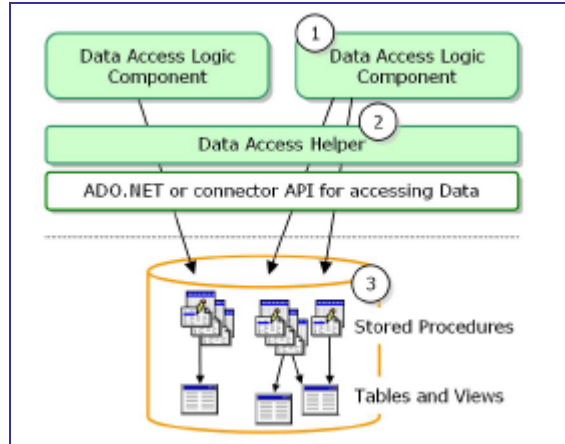 Data Access Logic
Component
1
Data Access Logic
Component
2
Data Access Helper
ADO.NET or connector API for accessing Data
3
Stored Procedures
Tables and Views